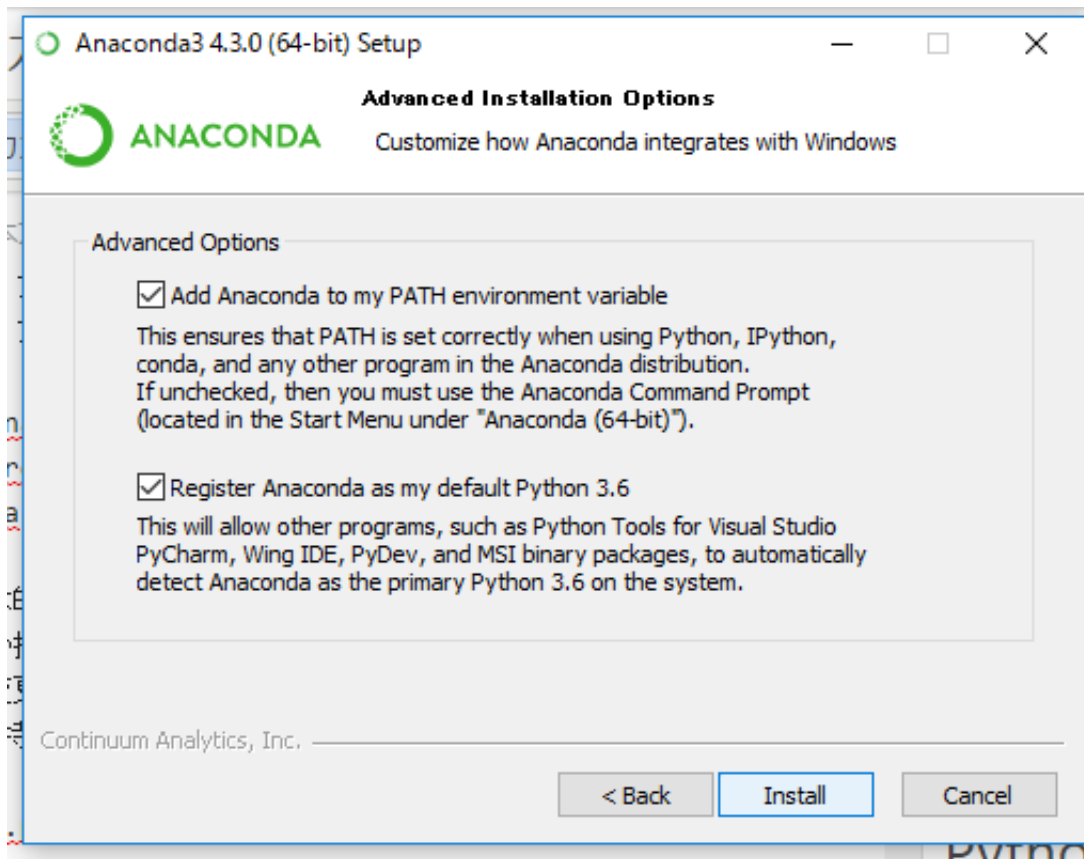 Anaconda3 4.3.0 (64-bit) Setup
ANACONDA
Advanced Installation Options
Customize how Anaconda integrates with Windows
Advanced Options
Add Anaconda to my PATH environment variable
This ensures that PATH is set correctly when using Python, IPython,
conda, and any other program in the Anaconda distribution.
If unchecked, then you must use the Anaconda Command Prompt
(located in the Start Menu under "Anaconda (64-bit)").
Register Anaconda as my default Python 3.6
This will allow other programs, such as Python Tools for Visual Studio
PyCharm, Wing IDE, PyDev, and MSI binary packages, to automatically
detect Anaconda as the primary Python 3.6 on the system.
Continuum Analytics, Inc.
< Back
Install
Cancel